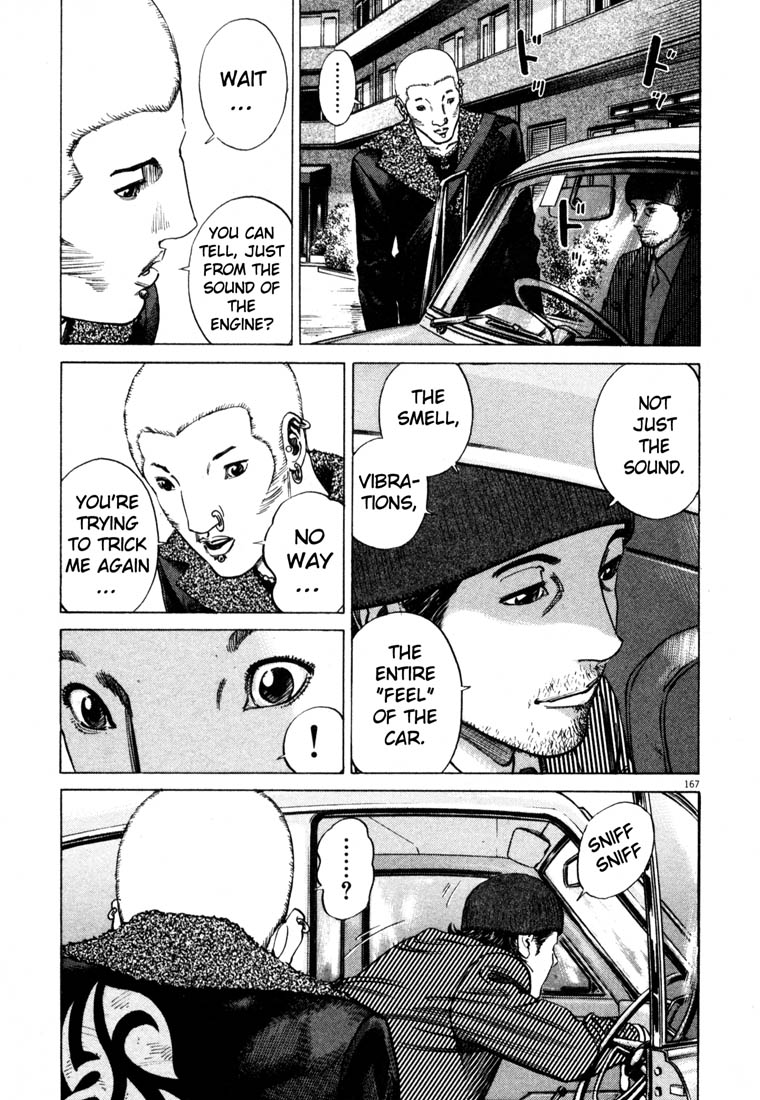 ………
ド
ド
ド
WAIT
...
YOU CAN
TELL, JUST
FROM THE
SOUND OF
THE
ENGINE?
NOT
JUST
THE
SOUND.
THE
SMELL,
VIBRA-
TIONS,
THE
ENTIRE
"FEEL"
OF THE
CAR.
NO
WAY
...
YOU'RE
TRYING
TO TRICK
ME AGAIN
...
!
167
SNIFF
SNIFF
……?